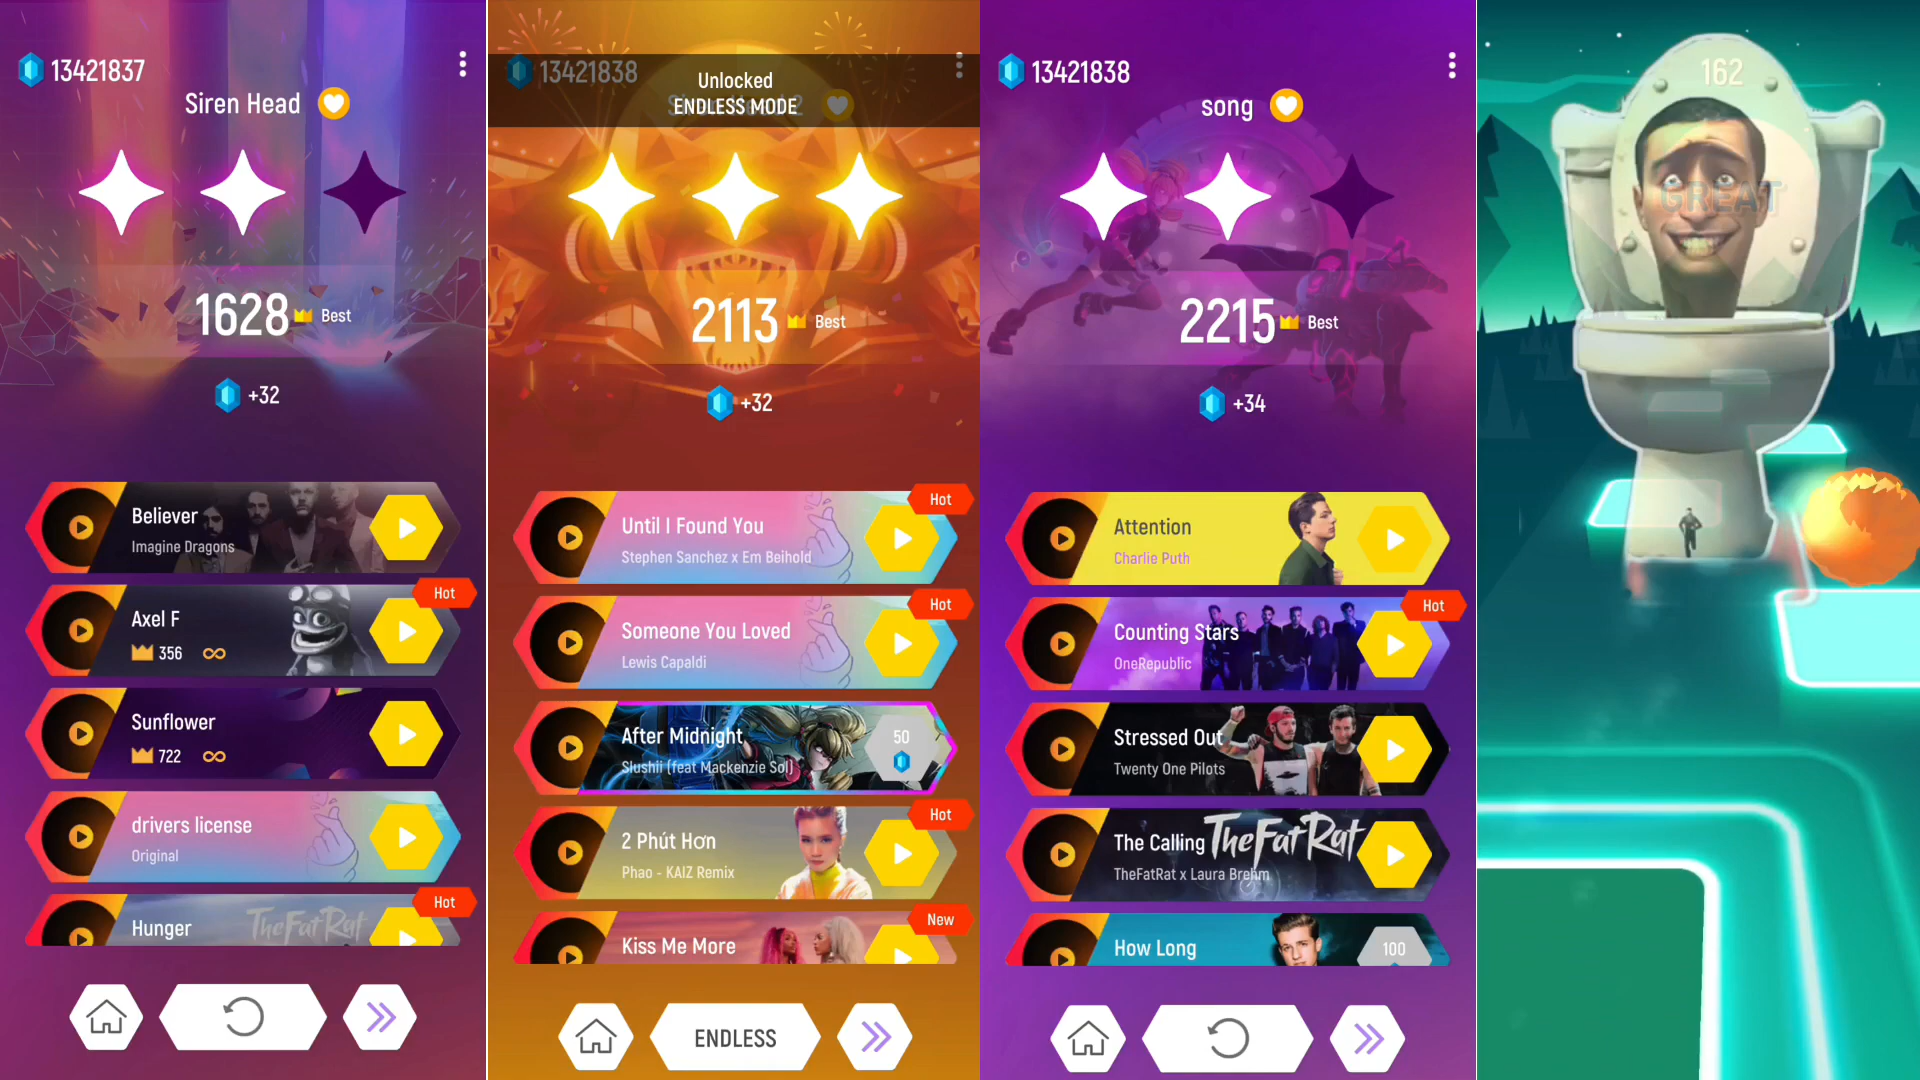 13421837
Siren Head
1628 Best
+32
Believer
Imagine Dragons
Hot
Axel F
356
Sunflower
722
drivers license
Original
Hot
Hunger
TheFatRat
13421838
Unlocked
ENDLESS MODE
2113 Best
+32
Hot
Until I Found You
Stephen Sanchez x Em Beihold
Hot
Someone You Loved
Lewis Capaldi
After Midnight
Slushii (feat Mackenzie Sol)
50
Hot
2 Phút Hơn
Phao - KAIZ Remix
New
Kiss Me More
ENDLESS
13421838
song
2215 Best
+34
Attention
Charlie Puth
Hot
Counting Stars
OneRepublic
Stressed Out
Twenty One Pilots
The Calling
TheFatRat
TheFatRat x Laura Brehm
How Long
100
162
GREAT